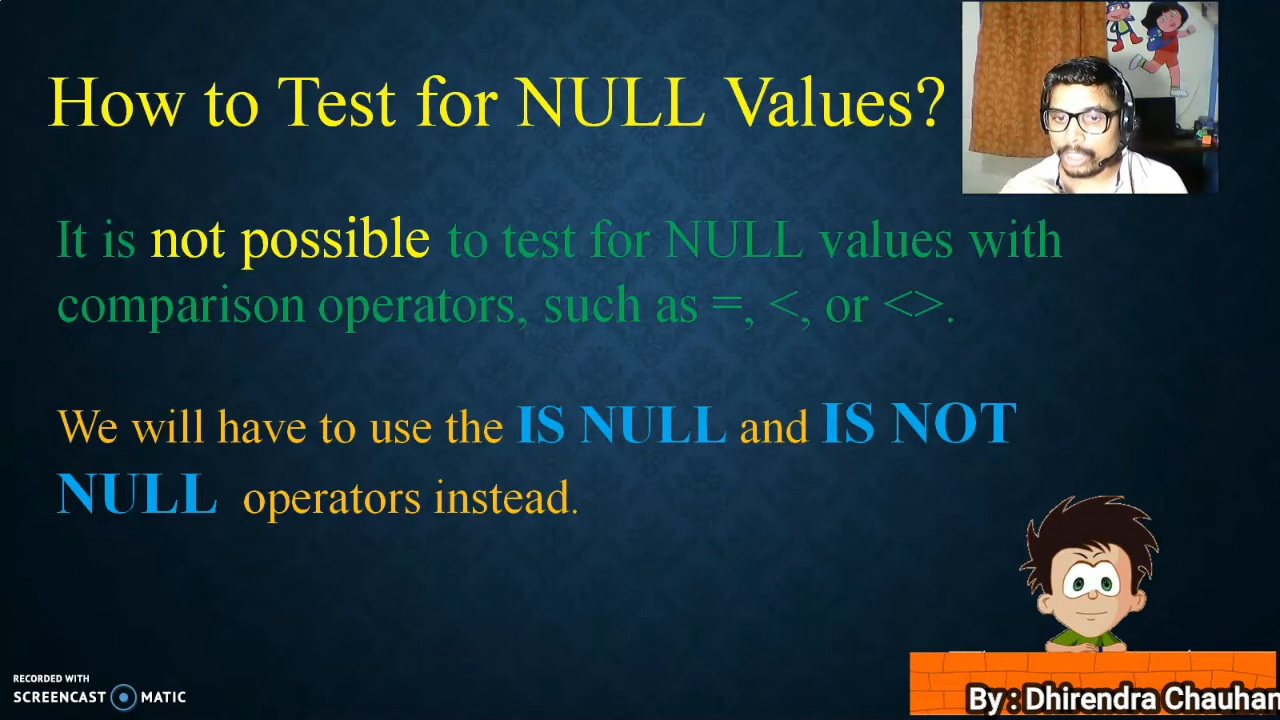 How to Test for NULL Values?
It is not possible to test for NULL values with
comparison operators, such as =, <, or <>.
We will have to use the IS NULL and IS NOT
NULL operators instead.
RECORDED WITH
SCREENCAST MATIC
By : Dhirendra Chauhan